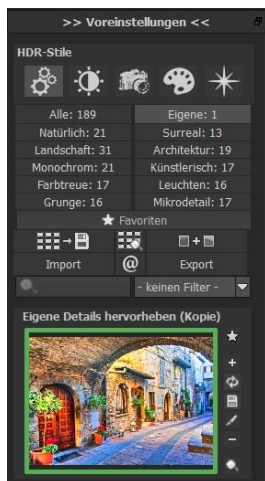 >> Voreinstellungen <<
HDR-Stile
Alle: 189 Eigene: 1
Natürlich: 21 Surreal: 13
Landschaft: 31 Architektur: 19
Monochrom: 21 Künstlerisch: 17
Farbtreue: 17 Leuchten: 16
Grunge: 16 Mikrodetail: 17
Favoriten
Import @ Export
- keinen Filter -
Eigene Details hervorheben (Kopie)